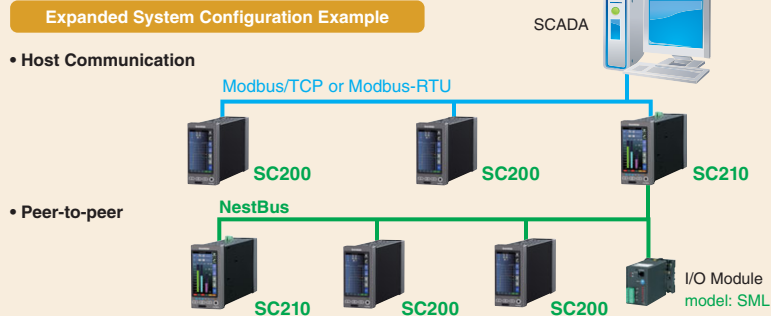 Expanded System Configuration Example
SCADA
• Host Communication
Modbus/TCP or Modbus-RTU
SC200
SC200
SC210
• Peer-to-peer
NestBus
SC210
SC200
SC200
I/O Module
model: SML